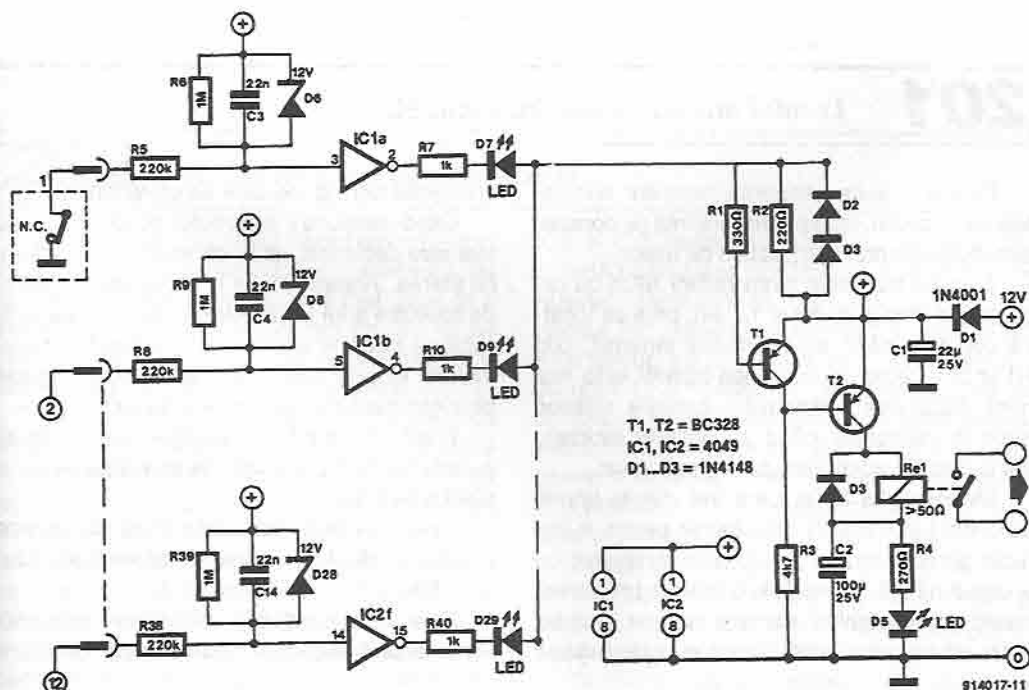 201
+
R6
1M
22n
C3
12V
D6
R5
220k
1
N.C.
3
IC1a
2
R7
1k
D7
LED
+
R9
1M
22n
C4
12V
D8
R8
220k
2
5
IC1b
4
R10
1k
D9
LED
+
R39
1M
22n
C14
12V
D28
R38
220k
12
14
IC2f
15
R40
1k
D29
LED
R1
330Ω
R2
220Ω
D2
D3
+
1N4001
12V
D1
C1
22µ
25V
T1
T2
T1, T2 = BC328
IC1, IC2 = 4049
D1...D3 = 1N4148
D3
Re1
>50Ω
R3
4k7
C2
100µ
25V
R4
270Ω
D5
LED
+
1
IC1
8
1
IC2
8
0
914017-11